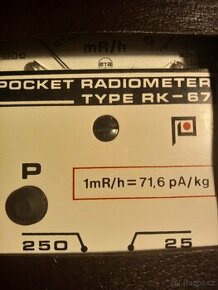 mR/h
POCKET RADIOMETER
TYPE RK-67
P
1mR/h = 71,6 pA/kg
250
25